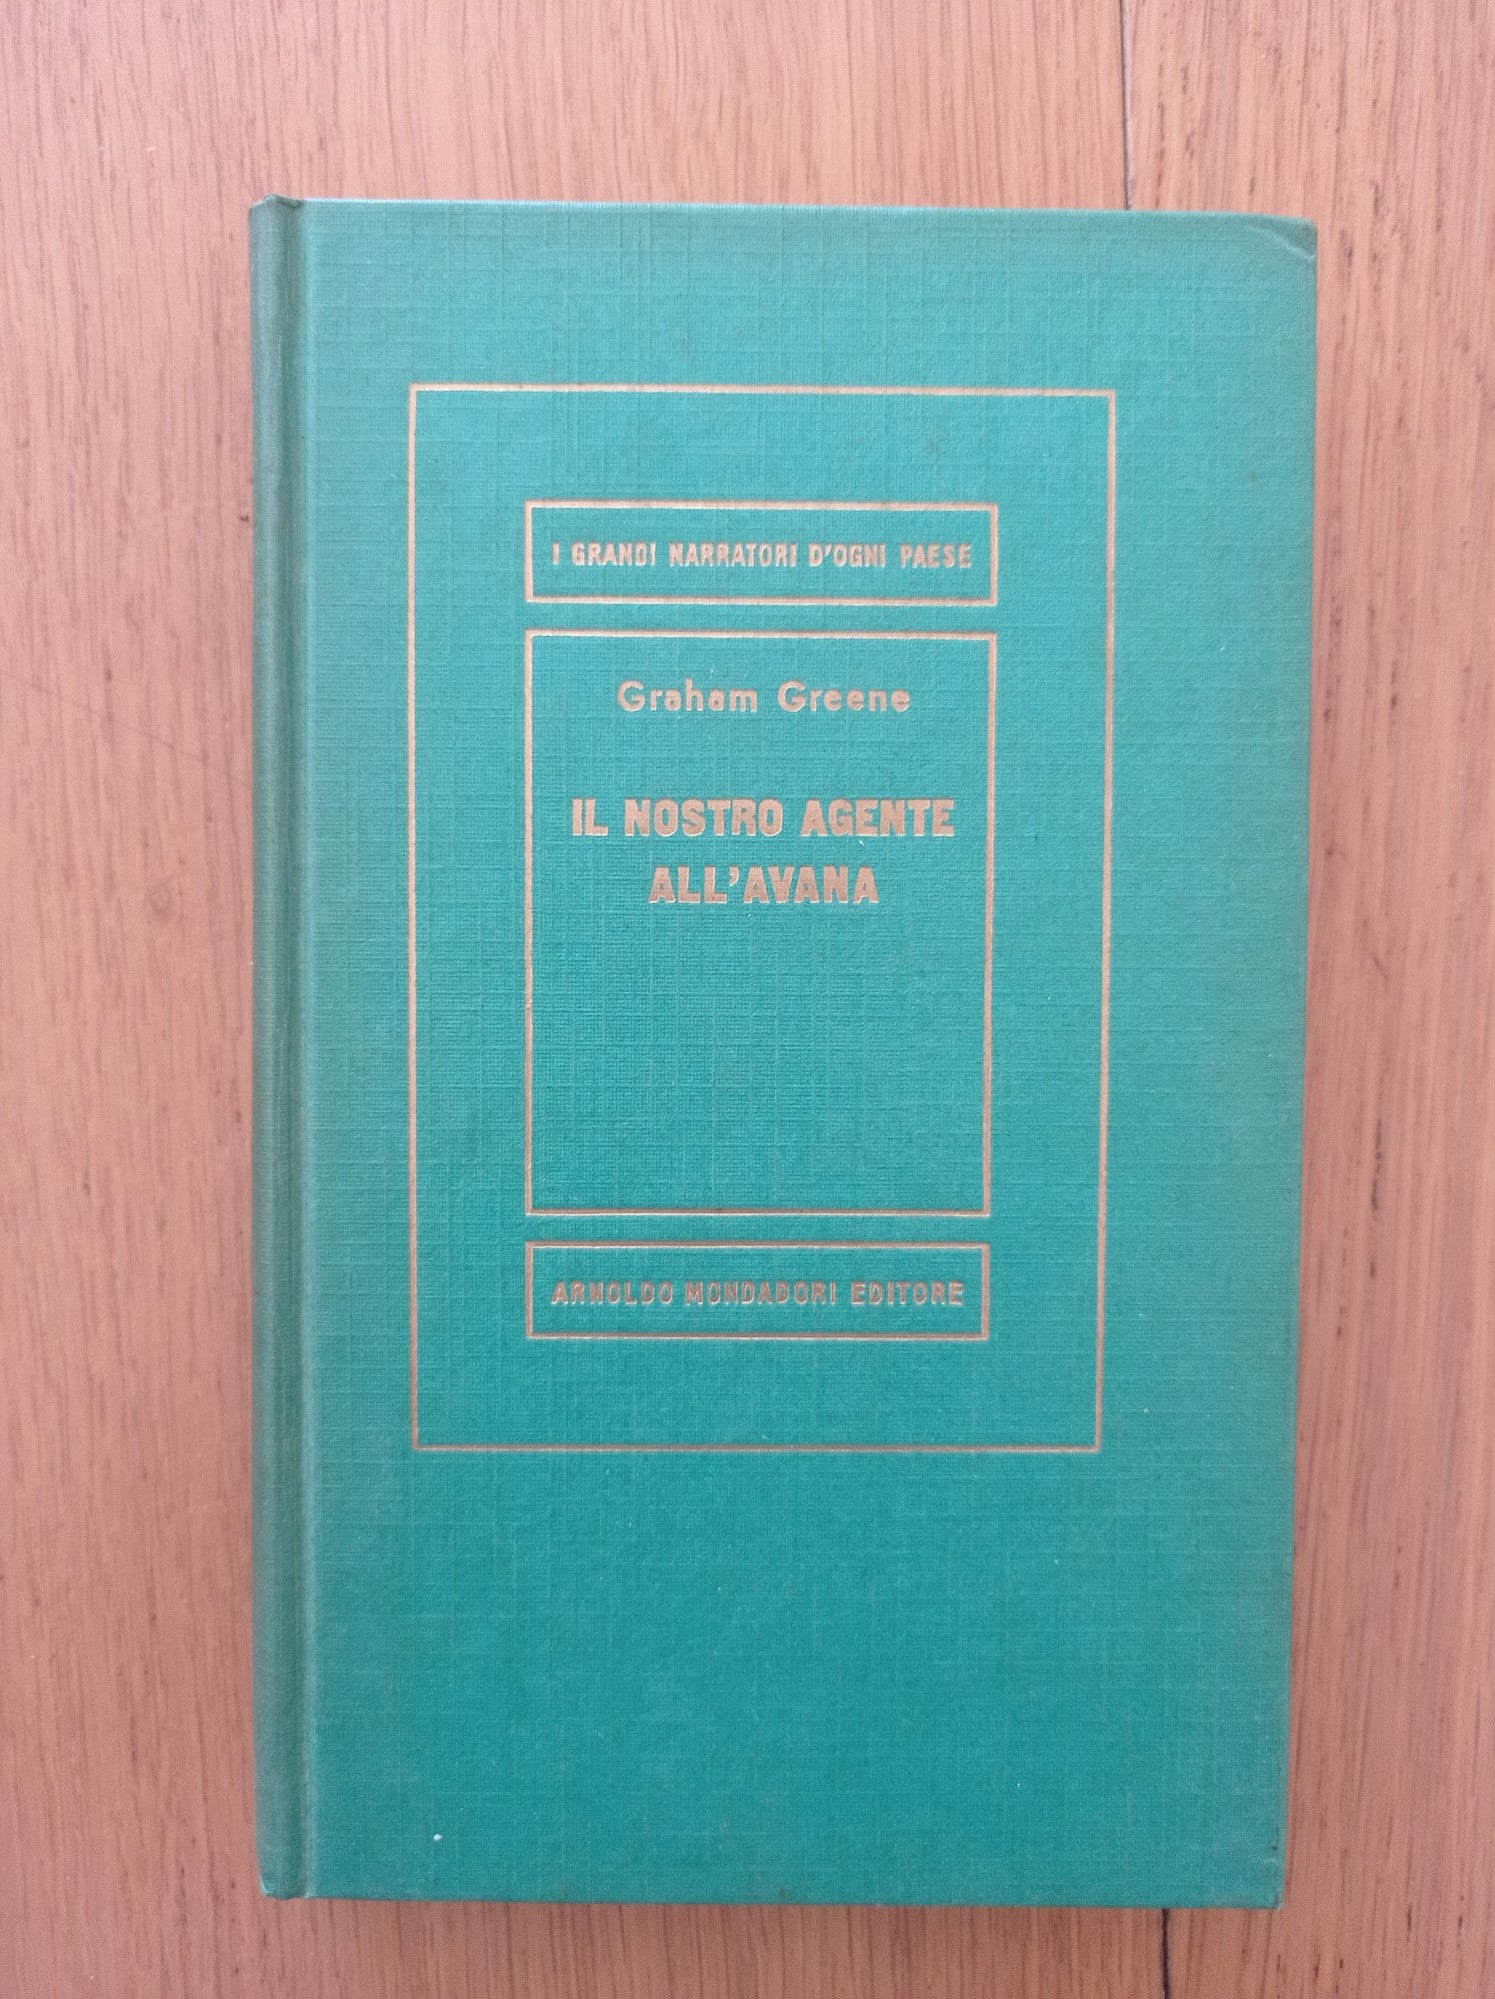 I GRANDI NARRATORI D'OGNI PAESE
Graham Greene
IL NOSTRO AGENTE
ALL'AVANA
ARNOLDO MONDADORI EDITORE